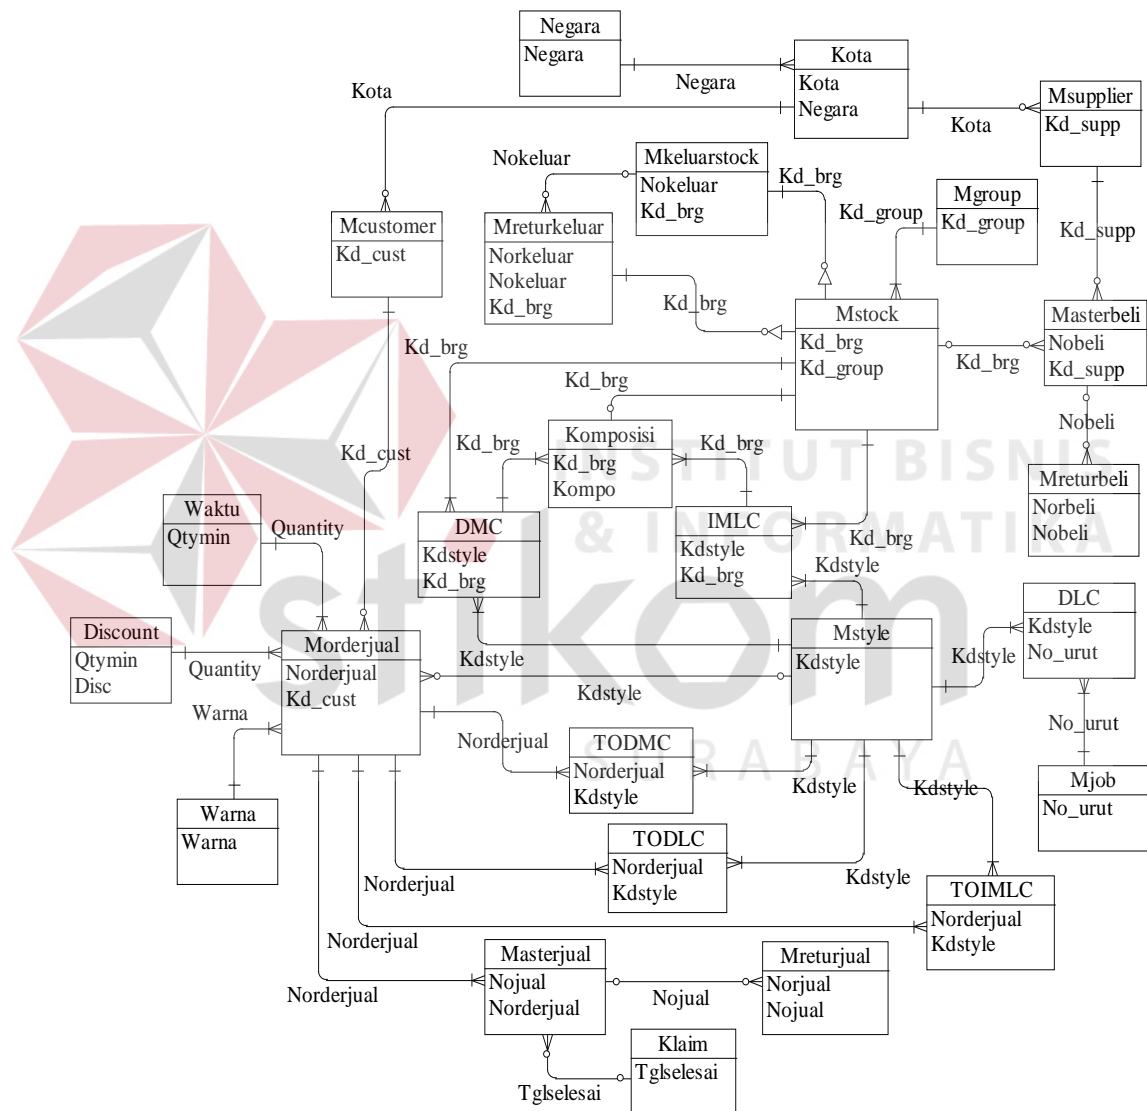 Negara
Negara
Negara
Kota
Kota
Negara
Kota
Kota
Msupplier
Kd_supp
Nokeluar
Mkeluarstock
Nokeluar
Kd_brg
Kd_brg
Mgroup
Kd_group
Kd_group
Mcustomer
Kd_cust
Mreturkeluar
Norkeluar
Nokeluar
Kd_brg
Kd_supp
Kd_brg
Mstock
Kd_brg
Kd_group
Masterbeli
Nobeli
Kd_supp
Kd_brg
Kd_brg
Kd_brg
Nobeli
Komposisi
Kd_brg
Kompo
Kd_brg
Kd_brg
Kd_cust
INSTITUT BISNIS
& INFORMATIKA
stikom
SURABAYA
Mreturbeli
Norbeli
Nobeli
Waktu
Qtymin
Quantity
DMC
Kdstyle
Kd_brg
IMLC
Kdstyle
Kd_brg
Kd_brg
Kdstyle
DLC
Kdstyle
No_urut
Discount
Qtymin
Disc
Quantity
Morderjual
Norderjual
Kd_cust
Kdstyle
Kdstyle
Mstyle
Kdstyle
Kdstyle
Warna
Norderjual
TODMC
Norderjual
Kdstyle
Kdstyle
Kdstyle
No_urut
Mjob
No_urut
Warna
Warna
TODLC
Norderjual
Kdstyle
Norderjual
Kdstyle
TOIMLC
Norderjual
Kdstyle
Norderjual
Masterjual
Nojual
Norderjual
Norderjual
Nojual
Mreturjual
Norjual
Nojual
Klaim
Tglselesai
Tglselesai